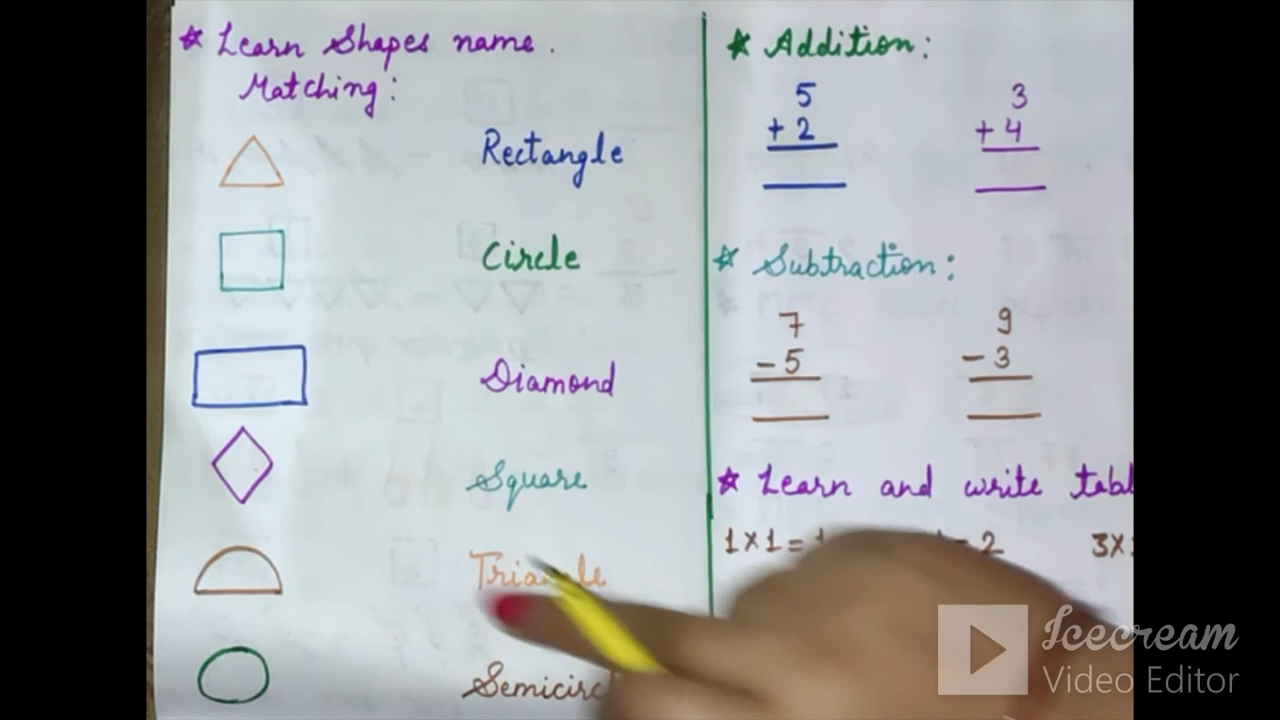 * Learn Shapes name.
Matching:
Rectangle
Circle
Diamond
Square
Triangle
* Addition:
5
+ 2
3
+ 4
* Subtraction:
7
- 5
9
- 3
* Learn and write
1×1=
= 2
Icecream
Video Editor